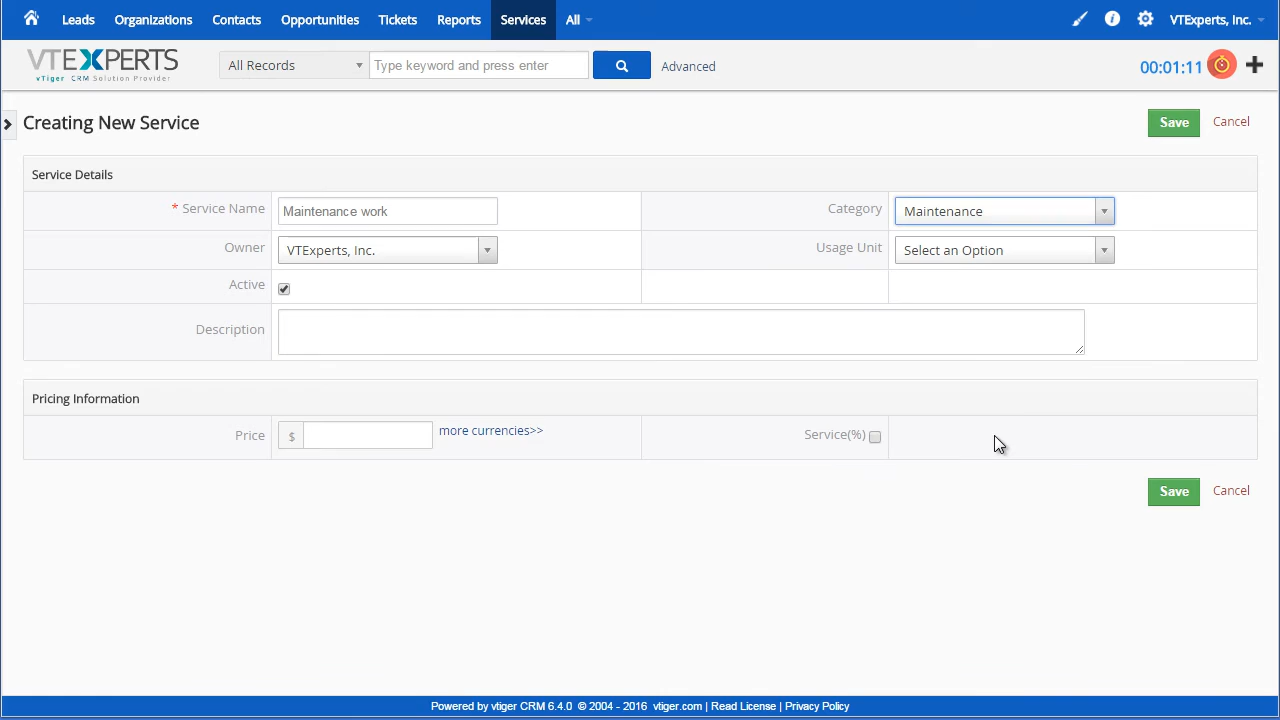 Leads Organizations Contacts Opportunities Tickets Reports Services All VTExperts, Inc.
VTEXPERTS
vTiger CRM Solution Provider
All Records Type keyword and press enter Advanced 00:01:11
Creating New Service Save Cancel
Service Details
* Service Name Maintenance work Category Maintenance
Owner VTExperts, Inc. Usage Unit Select an Option
Active
Description
Pricing Information
Price $ more currencies>> Service(%)
Save Cancel
Powered by vtiger CRM 6.4.0 © 2004 - 2016 vtiger.com | Read License | Privacy Policy